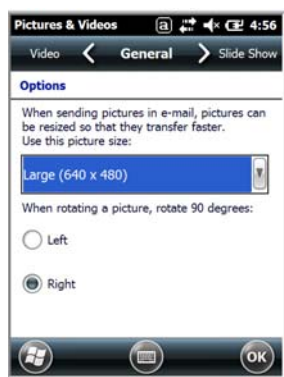 Pictures & Videos a 4:56
Video General Slide Show
Options
When sending pictures in e-mail, pictures can
be resized so that they transfer faster.
Use this picture size:
Large (640 x 480)
When rotating a picture, rotate 90 degrees:
Left
Right
OK